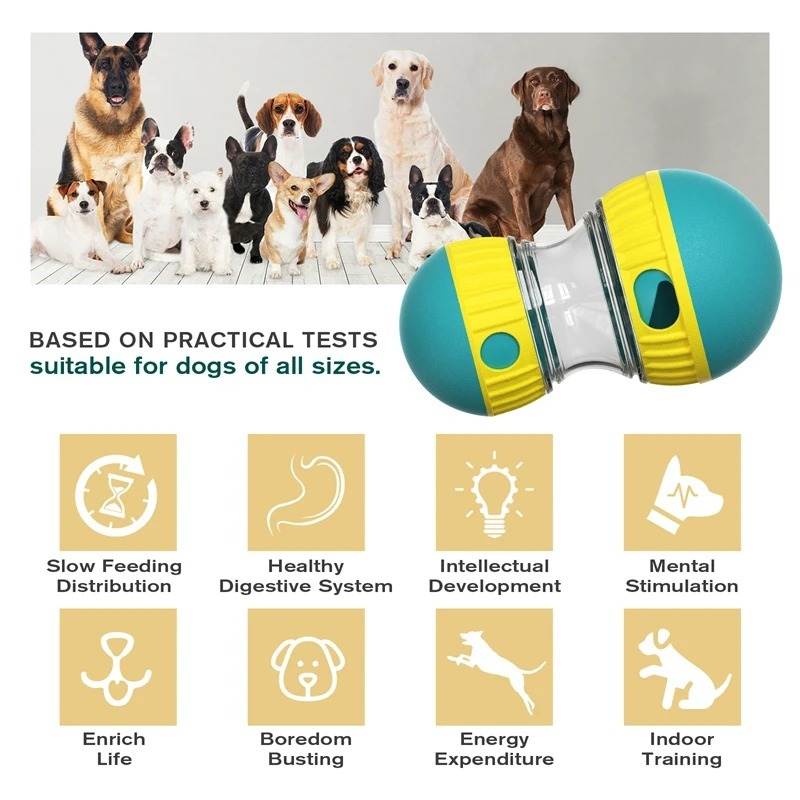 BASED ON PRACTICAL TESTS
suitable for dogs of all sizes.
Slow Feeding
Distribution
Healthy
Digestive System
Intellectual
Development
Mental
Stimulation
Enrich
Life
Boredom
Busting
Energy
Expenditure
Indoor
Training